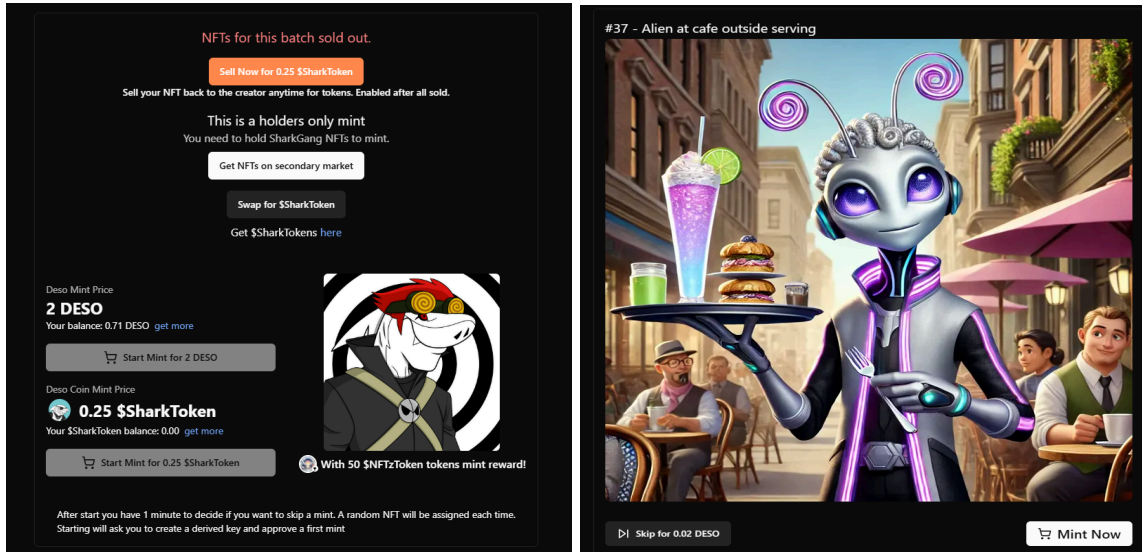 NFTs for this batch sold out.
Sell Now for 0.25 $SharkToken
Sell your NFT back to the creator anytime for tokens. Enabled after all sold.
This is a holders only mint
You need to hold SharkGang NFTs to mint.
Get NFTs on secondary market
Swap for $SharkToken
Get $SharkTokens here
Deso Mint Price
2 DESO
Your balance: 0.71 DESO get more
Start Mint for 2 DESO
Deso Coin Mint Price
0.25 $SharkToken
Your $SharkToken balance: 0.00 get more
Start Mint for 0.25 $SharkToken
With 50 $NFTzToken tokens mint reward!
After start you have 1 minute to decide if you want to skip a mint. A random NFT will be assigned each time.
Starting will ask you to create a derived key and approve a first mint
#37 - Alien at cafe outside serving
Skip for 0.02 DESO
Mint Now